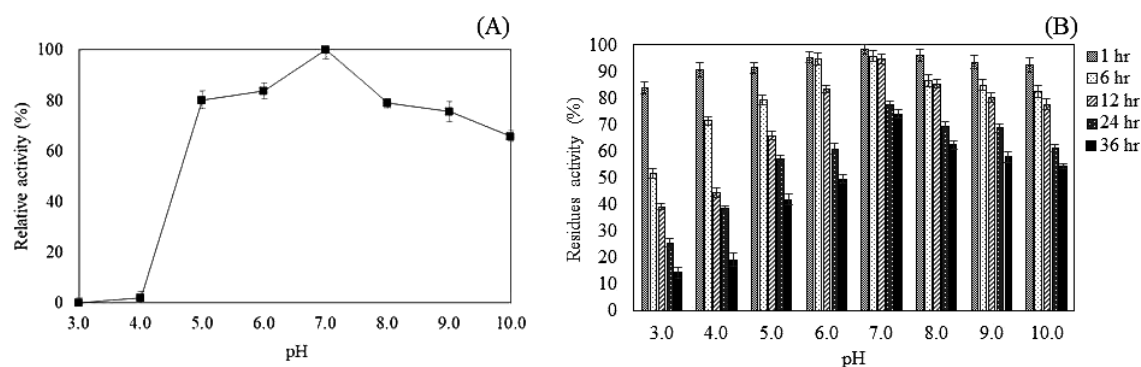 (A)
100
80
60
40
20
0
Relative activity (%)
3.0 4.0 5.0 6.0 7.0 8.0 9.0 10.0
pH
(B)
100
90
80
70
60
50
40
30
20
10
0
Residues activity (%)
3.0 4.0 5.0 6.0 7.0 8.0 9.0 10.0
pH
1 hr
6 hr
12 hr
24 hr
36 hr